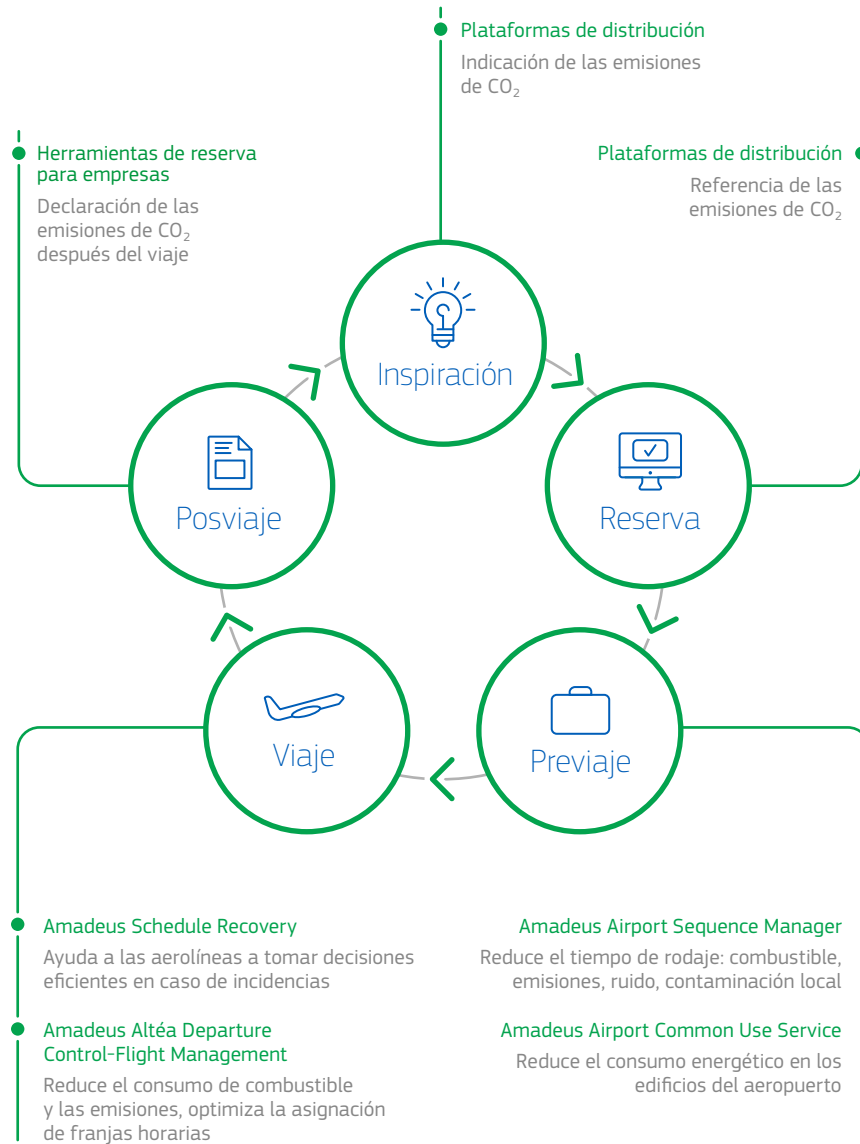 Plataformas de distribución
Indicación de las emisiones
de CO₂
Herramientas de reserva
para empresas
Declaración de las
emisiones de CO₂
después del viaje
Plataformas de distribución
Referencia de las
emisiones de CO₂
Inspiración
Posviaje
Reserva
Viaje
Previaje
Amadeus Schedule Recovery
Ayuda a las aerolíneas a tomar decisiones
eficientes en caso de incidencias
Amadeus Altéa Departure
Control-Flight Management
Reduce el consumo de combustible
y las emisiones, optimiza la asignación
de franjas horarias
Amadeus Airport Sequence Manager
Reduce el tiempo de rodaje: combustible,
emisiones, ruido, contaminación local
Amadeus Airport Common Use Service
Reduce el consumo energético en los
edificios del aeropuerto